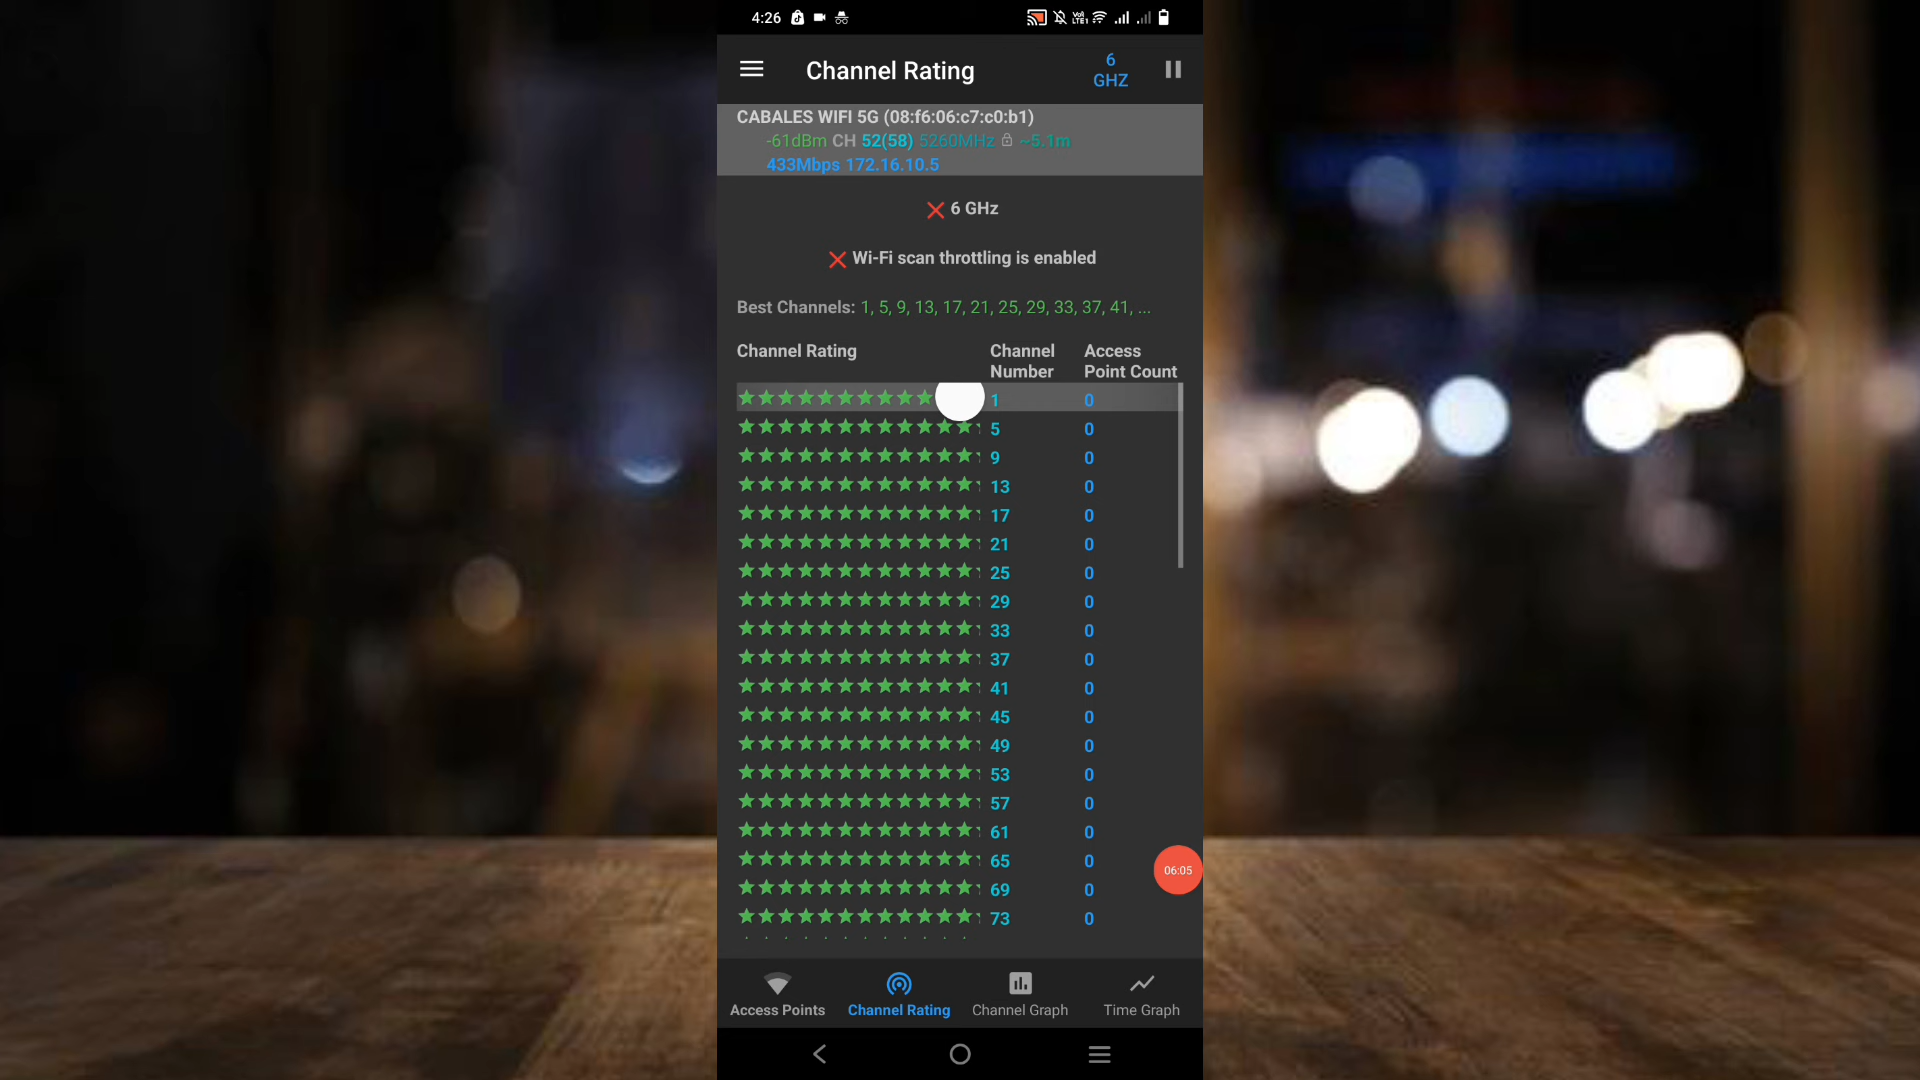 4:26
VoI LTE1
Channel Rating
6 GHZ
CABALES WIFI 5G (08:f6:06:c7:c0:b1)
-61dBm CH 52(58) 5260MHz ~5.1m
433Mbps 172.16.10.5
6 GHz
Wi-Fi scan throttling is enabled
Best Channels: 1, 5, 9, 13, 17, 21, 25, 29, 33, 37, 41, ...
Channel Rating Channel Number Access Point Count
1 0
5 0
9 0
13 0
17 0
21 0
25 0
29 0
33 0
37 0
41 0
45 0
49 0
53 0
57 0
61 0
65 0
69 0
73 0
06:05
Access Points Channel Rating Channel Graph Time Graph